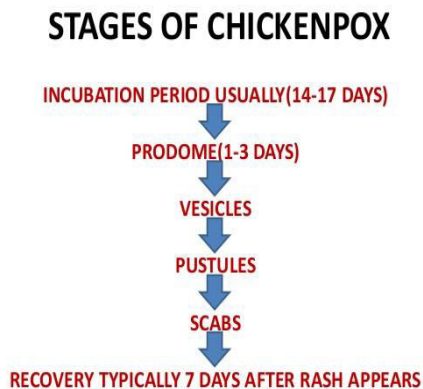 STAGES OF CHICKENPOX
INCUBATION PERIOD USUALLY(14-17 DAYS)
PRODOME(1-3 DAYS)
VESICLES
PUSTULES
SCABS
RECOVERY TYPICALLY 7 DAYS AFTER RASH APPEARS